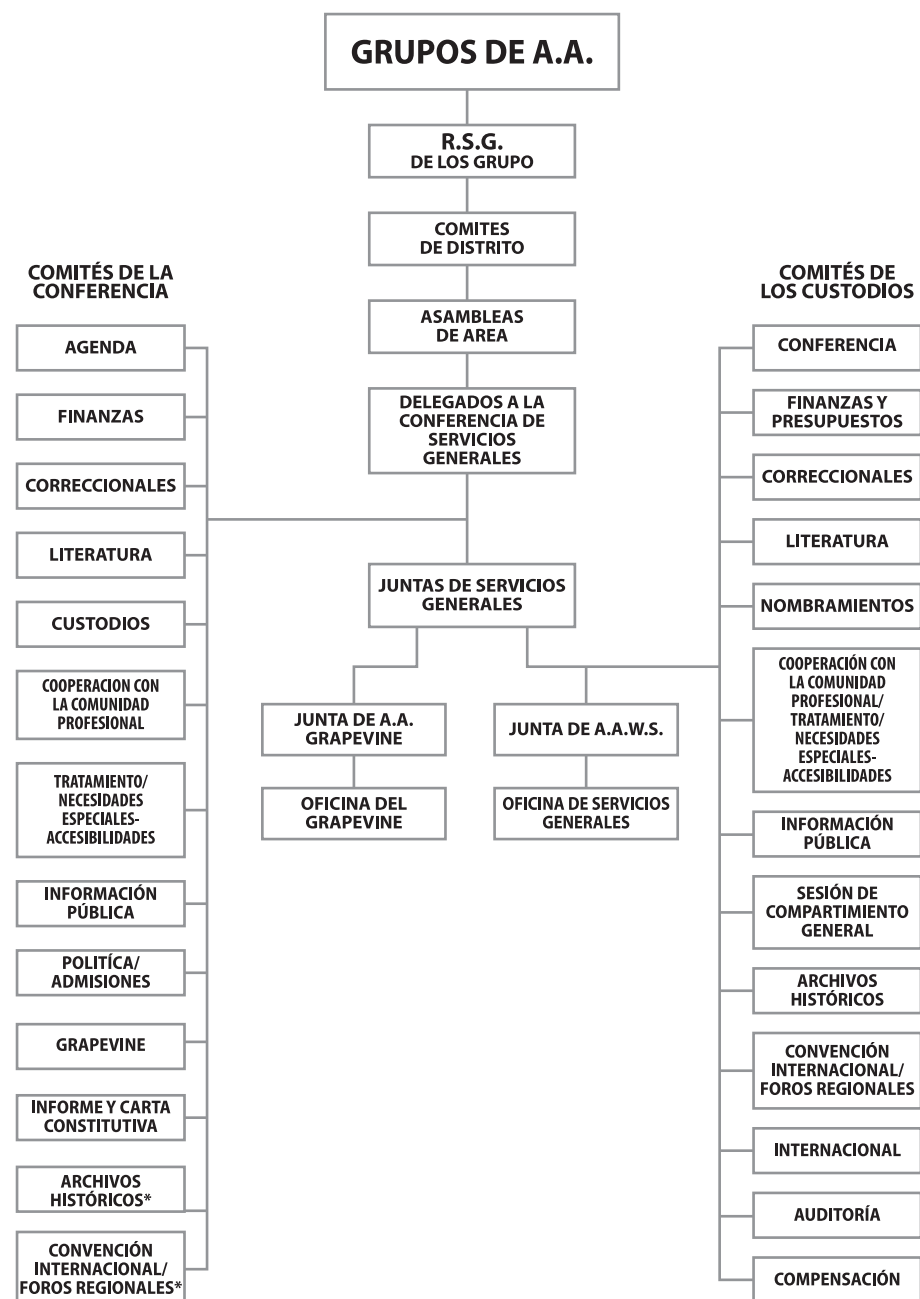 GRUPOS DE A.A.
R.S.G.
DE LOS GRUPO
COMITES
DE DISTRITO
ASAMBLEAS
DE AREA
DELEGADOS A LA
CONFERENCIA DE
SERVICIOS
GENERALES
JUNTAS DE SERVICIOS
GENERALES
JUNTA DE A.A.
GRAPEVINE
JUNTA DE A.A.W.S.
OFICINA DEL
GRAPEVINE
OFICINA DE SERVICIOS
GENERALES
COMITÉS DE LA
CONFERENCIA
AGENDA
FINANZAS
CORRECCIONALES
LITERATURA
CUSTODIOS
COOPERACION CON
LA COMUNIDAD
PROFESIONAL
TRATAMIENTO/
NECESIDADES
ESPECIALES-
ACCESIBILIDADES
INFORMACIÓN
PÚBLICA
POLITÍCA/
ADMISIONES
GRAPEVINE
INFORME Y CARTA
CONSTITUTIVA
ARCHIVOS
HISTÓRICOS*
CONVENCIÓN
INTERNACIONAL/
FOROS REGIONALES*
COMITÉS DE
LOS CUSTODIOS
CONFERENCIA
FINANZAS Y
PRESUPUESTOS
CORRECCIONALES
LITERATURA
NOMBRAMIENTOS
COOPERACIÓN CON
LA COMUNIDAD
PROFESIONAL/
TRATAMIENTO/
NECESIDADES
ESPECIALES-
ACCESIBILIDADES
INFORMACIÓN
PÚBLICA
SESIÓN DE
COMPARTIMIENTO
GENERAL
ARCHIVOS
HISTÓRICOS
CONVENCIÓN
INTERNACIONAL/
FOROS REGIONALES
INTERNACIONAL
AUDITORÍA
COMPENSACIÓN